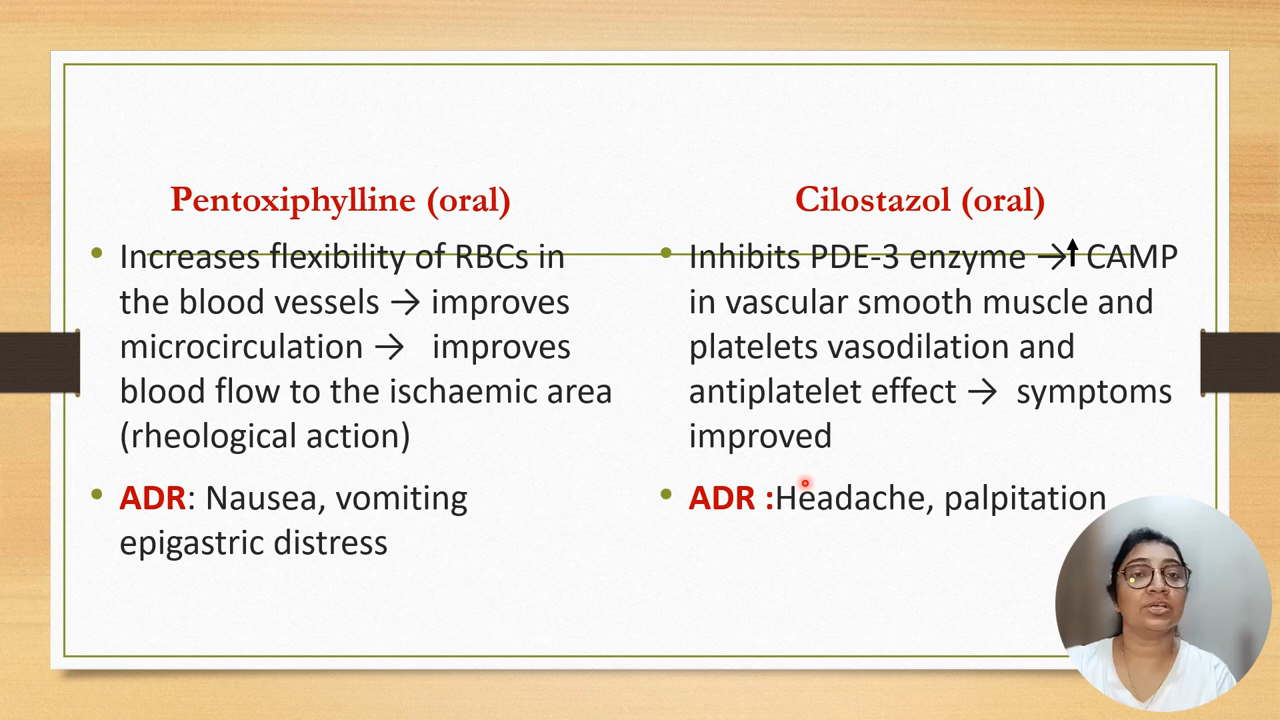 Pentoxiphylline (oral)
• Increases flexibility of RBCs in
the blood vessels → improves
microcirculation → improves
blood flow to the ischaemic area
(rheological action)
• ADR: Nausea, vomiting
epigastric distress
Cilostazol (oral)
• Inhibits PDE-3 enzyme →↑ CAMP
in vascular smooth muscle and
platelets vasodilation and
antiplatelet effect → symptoms
improved
• ADR :Headache, palpitation